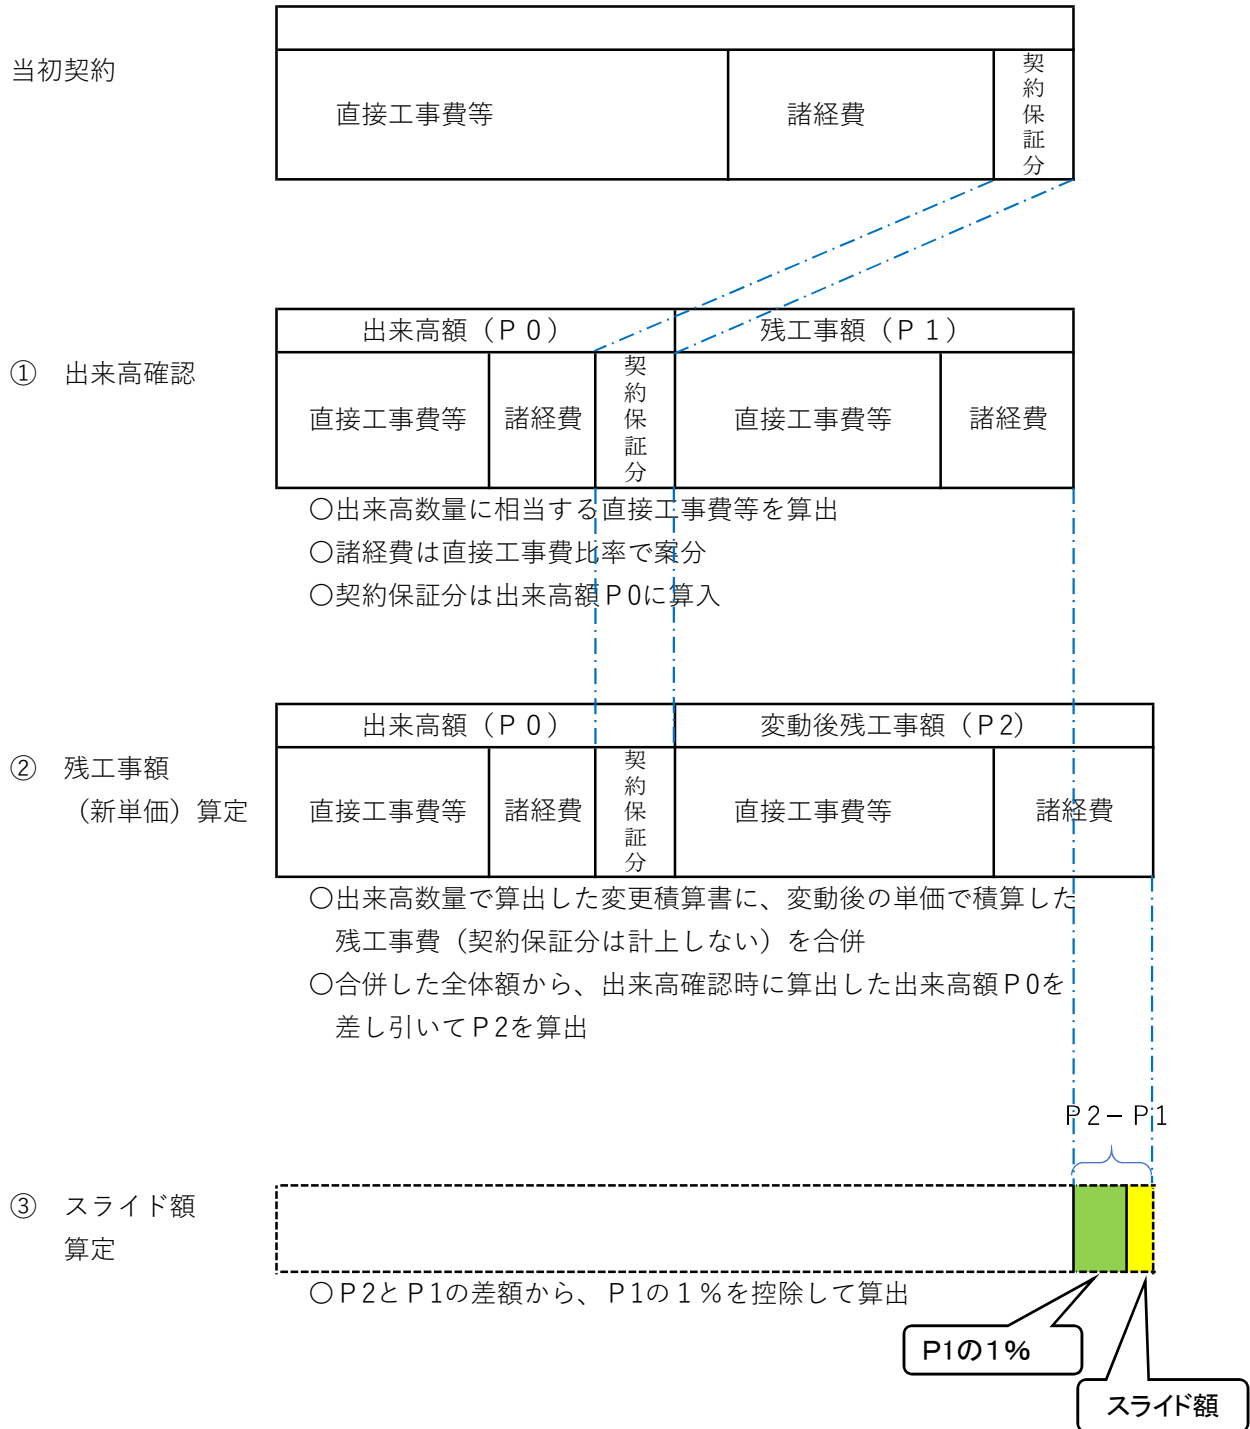 当初契約
直接工事費等
諸経費
契約保証分
① 出来高確認
出来高額（Ｐ０）
残工事額（Ｐ１）
直接工事費等
諸経費
契約保証分
直接工事費等
諸経費
〇出来高数量に相当する直接工事費等を算出
〇諸経費は直接工事費比率で案分
〇契約保証分は出来高額Ｐ0に算入
② 残工事額
（新単価）算定
出来高額（Ｐ０）
変動後残工事額（Ｐ2）
直接工事費等
諸経費
契約保証分
直接工事費等
諸経費
〇出来高数量で算出した変更積算書に、変動後の単価で積算した
残工事費（契約保証分は計上しない）を合併
〇合併した全体額から、出来高確認時に算出した出来高額Ｐ0を
差し引いてＰ2を算出
Ｐ2－Ｐ1
③ スライド額
算定
〇Ｐ2とＰ1の差額から、Ｐ1の１％を控除して算出
P1の１％
スライド額